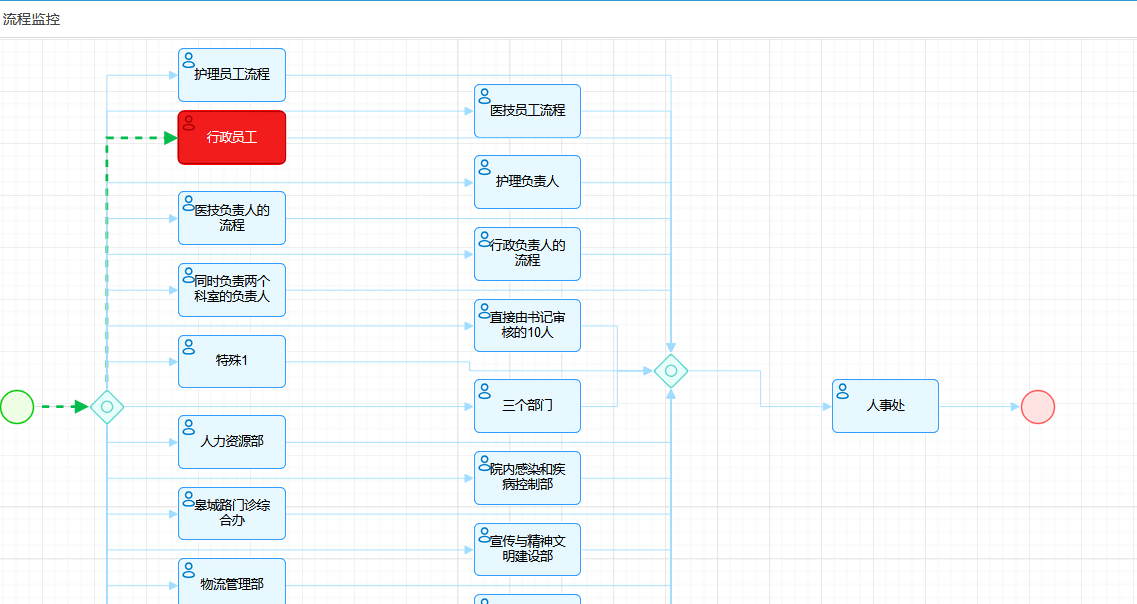 流程监控
护理员工流程
医技员工流程
行政员工
护理负责人
医技负责人的
流程
行政负责人的
流程
同时负责两个
科室的负责人
直接由书记审
核的10人
特殊1
三个部门
人事处
人力资源部
院内感染和疾
病控制部
皋城路门诊综
合办
宣传与精神文
明建设部
物流管理部